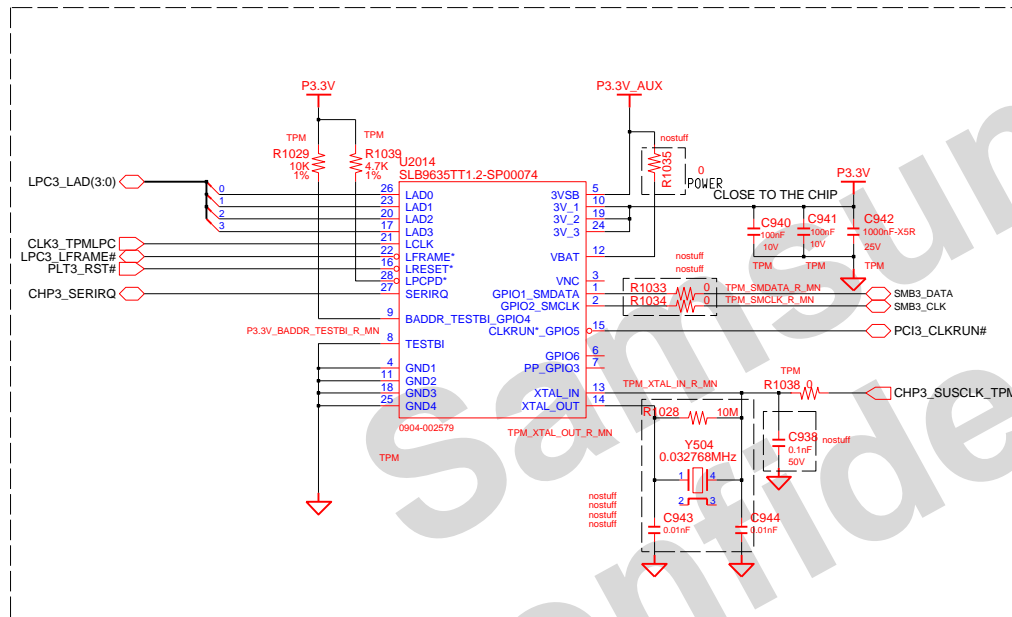 P3.3V
P3.3V_AUX
TPM
TPM
nostuff
R1029
10K
1%
R1039
4.7K
1%
R1035
0
POWER
U2014
SLB9635TT1.2-SP00074
CLOSE TO THE CHIP
P3.3V
LPC3_LAD(3:0)
0
1
2
3
26 LAD0
23 LAD1
20 LAD2
17 LAD3
CLK3_TPMLPC 21 LCLK
LPC3_LFRAME# 22 LFRAME*
PLT3_RST# 16 LRESET*
28 LPCPD*
CHP3_SERIRQ 27 SERIRQ
9 BADDR_TESTBI_GPIO4
P3.3V_BADDR_TESTBI_R_MN
8 TESTBI
4 GND1
11 GND2
18 GND3
25 GND4
3VSB 5
3V_1 10
3V_2 19
3V_3 24
VBAT 12
VNC 3
GPIO1_SMDATA 1
GPIO2_SMCLK 2
CLKRUN*_GPIO5 15
GPIO6 6
PP_GPIO3 7
XTAL_IN 13
XTAL_OUT 14
C940
100nF
10V
TPM
C941
100nF
10V
TPM
C942
1000nF-X5R
25V
TPM
nostuff
nostuff
R1033 0 TPM_SMDATA_R_MN SMB3_DATA
R1034 0 TPM_SMCLK_R_MN SMB3_CLK
PCI3_CLKRUN#
TPM_XTAL_IN_R_MN
TPM
R1038 0
CHP3_SUSCLK_TPM
0904-002579
TPM_XTAL_OUT_R_MN
TPM
R1028 10M
C938
0.1nF
50V
nostuff
Y504
0.032768MHz
1 4
2 3
nostuff
nostuff
nostuff
nostuff
C943
0.01nF
C944
0.01nF
Samsun
onfide